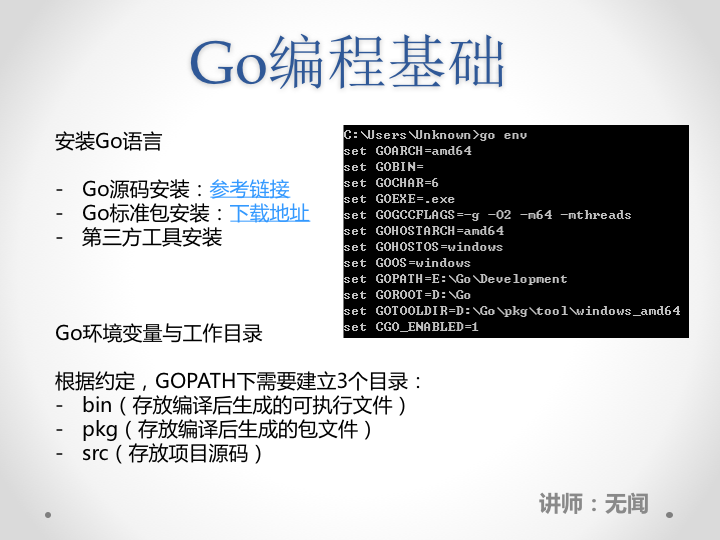 Go编程基础
安装Go语言
- Go源码安装：参考链接
- Go标准包安装：下载地址
- 第三方工具安装
C:\Users\Unknown>go env
set GOARCH=amd64
set GOBIN=
set GOCHAR=6
set GOEXE=.exe
set GOGCCFLAGS=-g -O2 -m64 -mthreads
set GOHOSTARCH=amd64
set GOHOSTOS=windows
set GOOS=windows
set GOPATH=E:\Go\Development
set GOROOT=D:\Go
set GOTOOLDIR=D:\Go\pkg\tool\windows_amd64
set CGO_ENABLED=1
Go环境变量与工作目录
根据约定，GOPATH下需要建立3个目录：
- bin（存放编译后生成的可执行文件）
- pkg（存放编译后生成的包文件）
- src（存放项目源码）
讲师：无闻